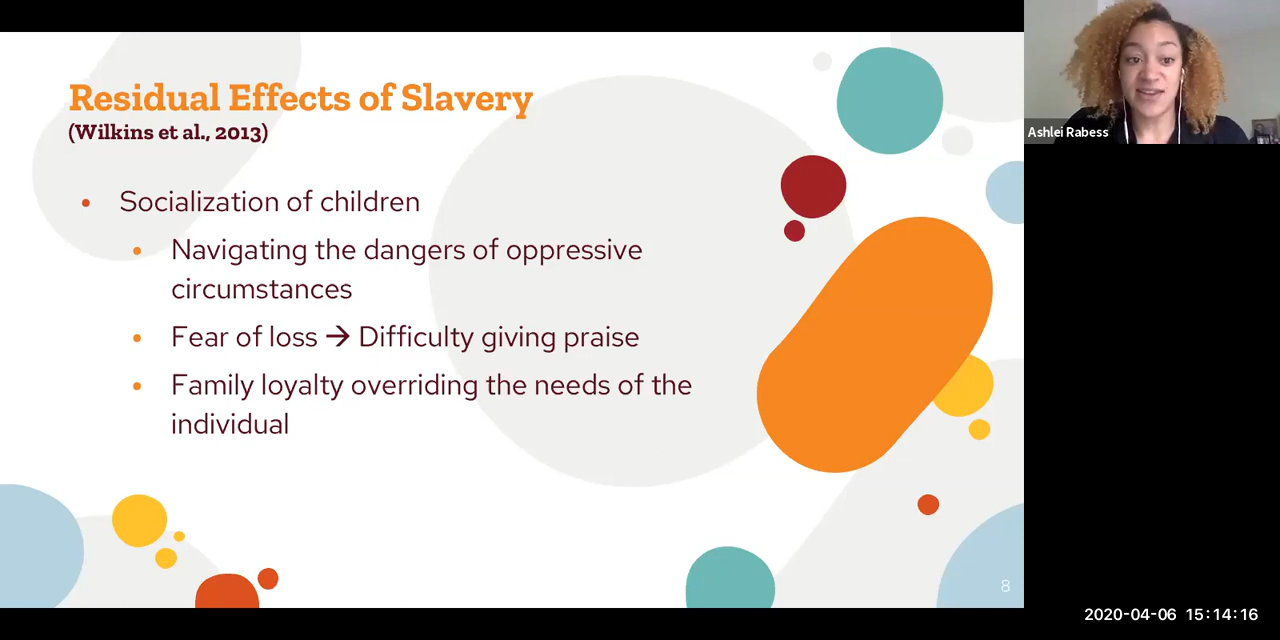 Residual Effects of Slavery
(Wilkins et al., 2013)
• Socialization of children
• Navigating the dangers of oppressive
circumstances
• Fear of loss → Difficulty giving praise
• Family loyalty overriding the needs of the
individual
8
Ashlei Rabess
2020-04-06 15:14:16